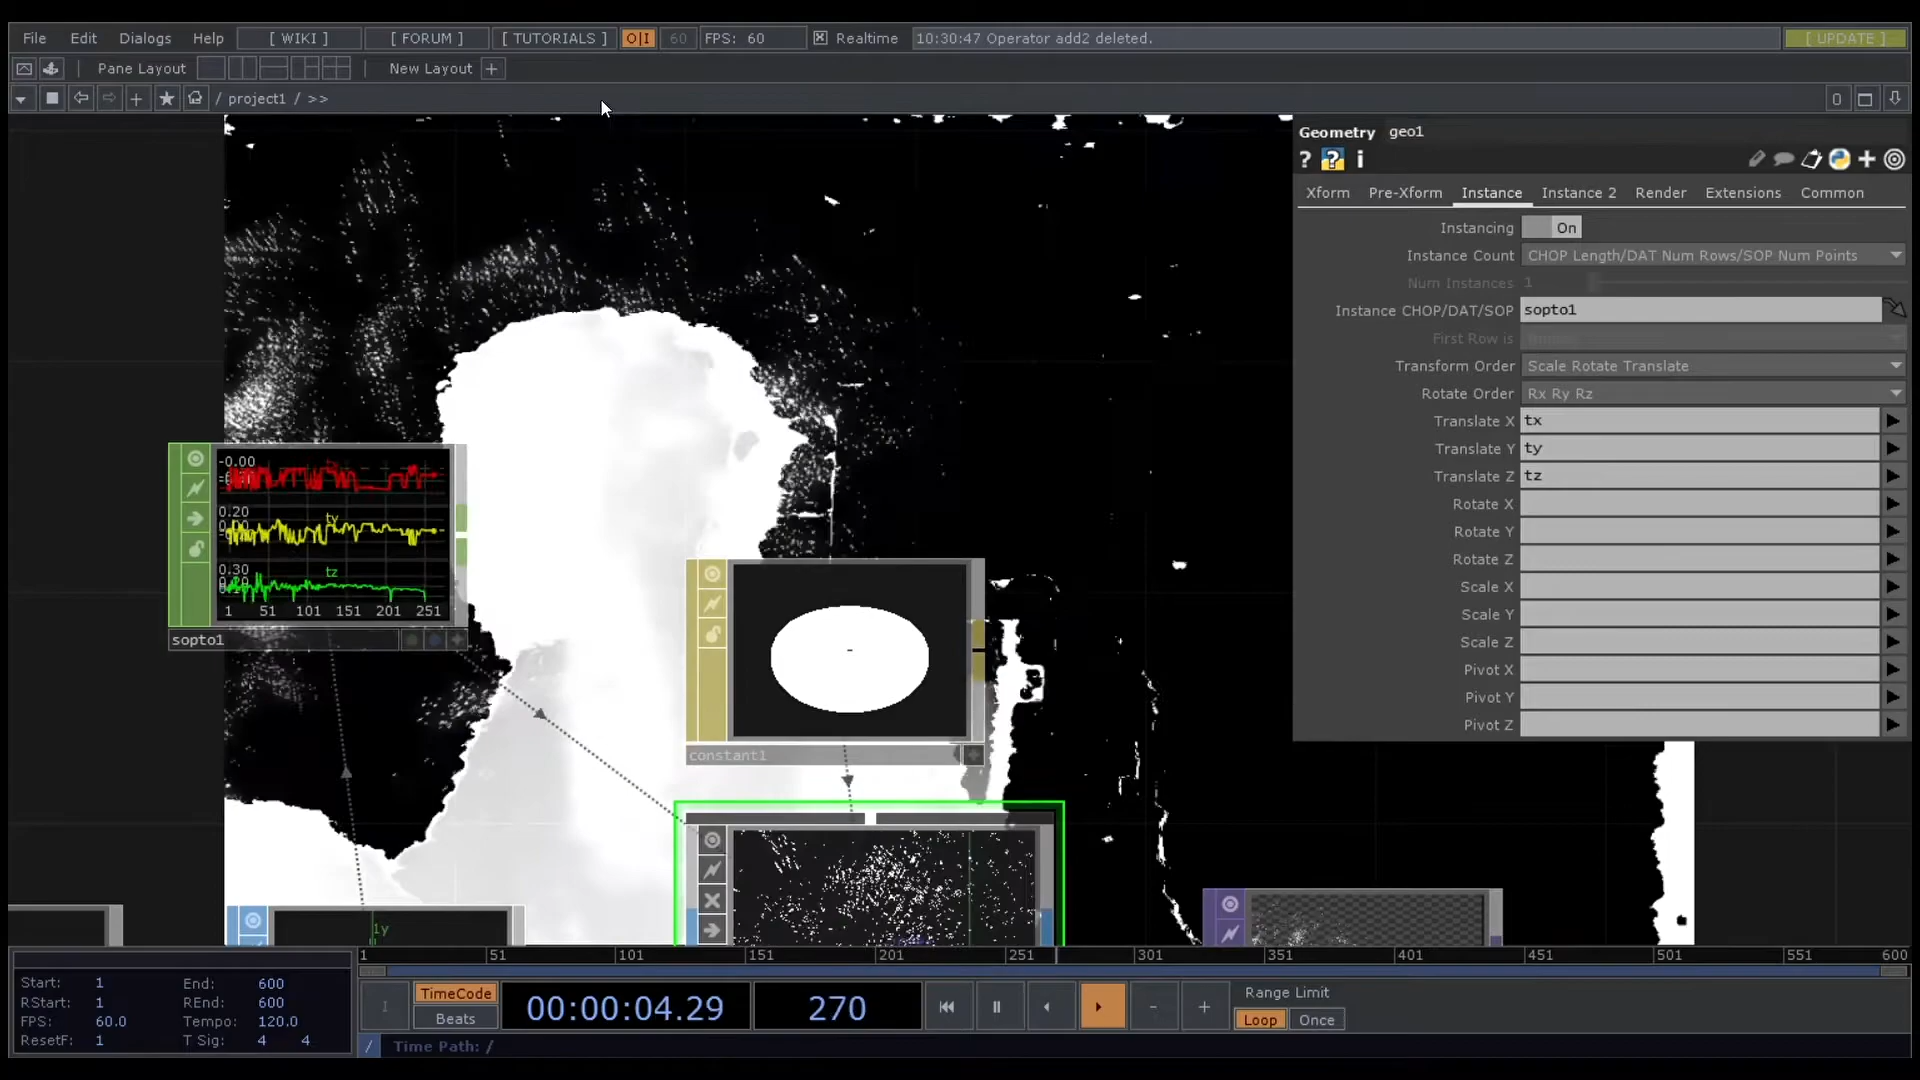 File Edit Dialogs Help [ WIKI ] [ FORUM ] [ TUTORIALS ] O|I 60 FPS: 60 Realtime 10:30:47 Operator add2 deleted. [ UPDATE ]
Pane Layout New Layout +
/ project1 / >> 0
Geometry geo1
? ? i
Xform Pre-Xform Instance Instance 2 Render Extensions Common
Instancing On
Instance Count CHOP Length/DAT Num Rows/SOP Num Points
Num Instances 1
Instance CHOP/DAT/SOP sopto1
First Row is
Transform Order Scale Rotate Translate
Rotate Order Rx Ry Rz
Translate X tx
Translate Y ty
Translate Z tz
Rotate X
Rotate Y
Rotate Z
Scale X
Scale Y
Scale Z
Pivot X
Pivot Y
Pivot Z
-0.00
0.20
ty
0.30
tz
1 51 101 151 201 251
sopto1
constant1
1y
1 51 101 151 201 251 301 351 401 451 501 551 600
Start: 1 End: 600
RStart: 1 REnd: 600
FPS: 60.0 Tempo: 120.0
ResetF: 1 T Sig: 4 4
TimeCode
Beats
00:00:04.29
270
Range Limit
Loop Once
/ Time Path: /